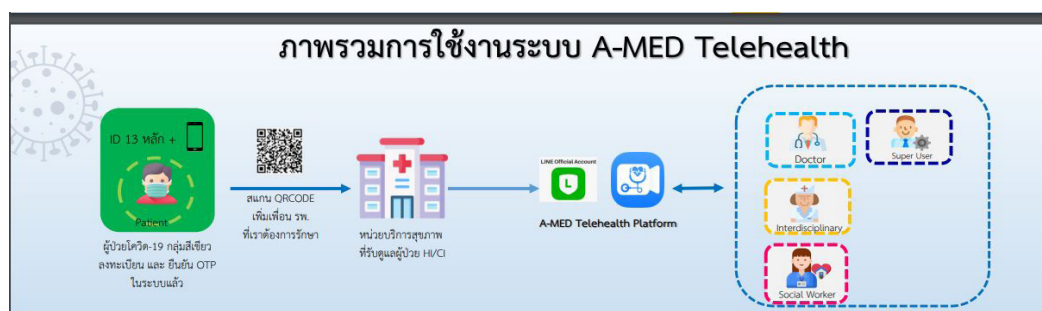 ภาพรวมการใช้งานระบบ A-MED Telehealth
ID 13 หลัก +
Patient
ผู้ป่วยโควิด-19 กลุ่มสีเขียว
ลงทะเบียน และ ยืนยัน OTP
ในระบบแล้ว
สแกน QRCODE
เพิ่มเพื่อน รพ.
ที่เราต้องการรักษา
หน่วยบริการสุขภาพ
ที่รับดูแลผู้ป่วย HI/CI
LINE Official Account
L
A-MED Telehealth Platform
Doctor
Super User
Interdisciplinary
Social Worker